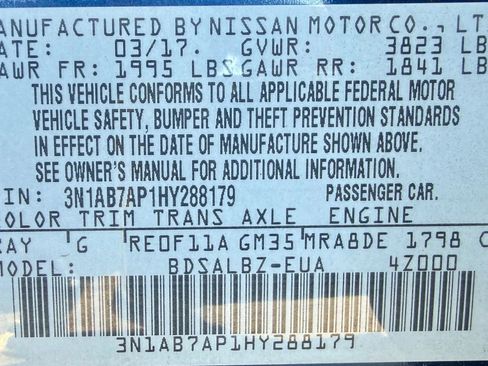 MANUFACTURED BY NISSAN MOTOR CO., LT
DATE: 03/17. GVWR: 3823 LB
GAWR FR: 1995 LBS GAWR RR: 1841 LB
THIS VEHICLE CONFORMS TO ALL APPLICABLE FEDERAL MOTOR
VEHICLE SAFETY, BUMPER AND THEFT PREVENTION STANDARDS
IN EFFECT ON THE DATE OF MANUFACTURE SHOWN ABOVE.
SEE OWNER'S MANUAL FOR ADDITIONAL INFORMATION.
VIN: 3N1AB7AP1HY288179 PASSENGER CAR.
COLOR TRIM TRANS AXLE ENGINE
RAY G RE0F11A GM35 MRA8DE 1798 C
MODEL: BDSALBZ-EUA 4Z000
3N1AB7AP1HY288179